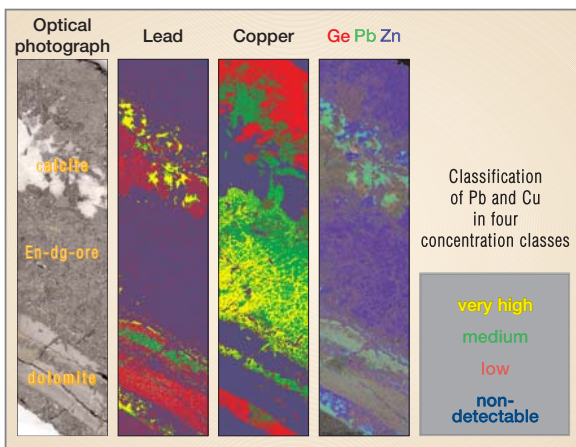 Optical
photograph
Lead
Copper
Ge Pb Zn
calcite
En-dg-ore
dolomite
Classification
of Pb and Cu
in four
concentration classes
very high
medium
low
non-
detectable